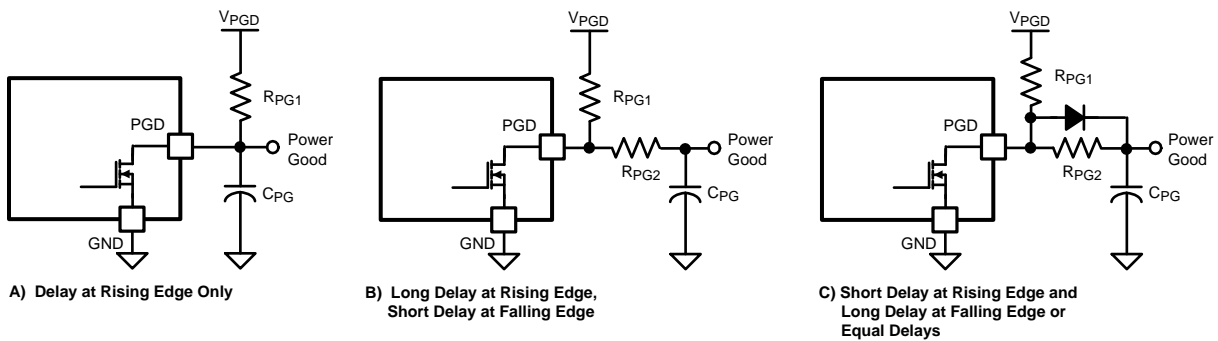 VPGD
RPG1
PGD
Power
Good
CPG
GND
A) Delay at Rising Edge Only
VPGD
RPG1
PGD
Power
Good
RPG2
CPG
GND
B) Long Delay at Rising Edge,
Short Delay at Falling Edge
VPGD
RPG1
PGD
Power
Good
RPG2
CPG
GND
C) Short Delay at Rising Edge and
Long Delay at Falling Edge or
Equal Delays